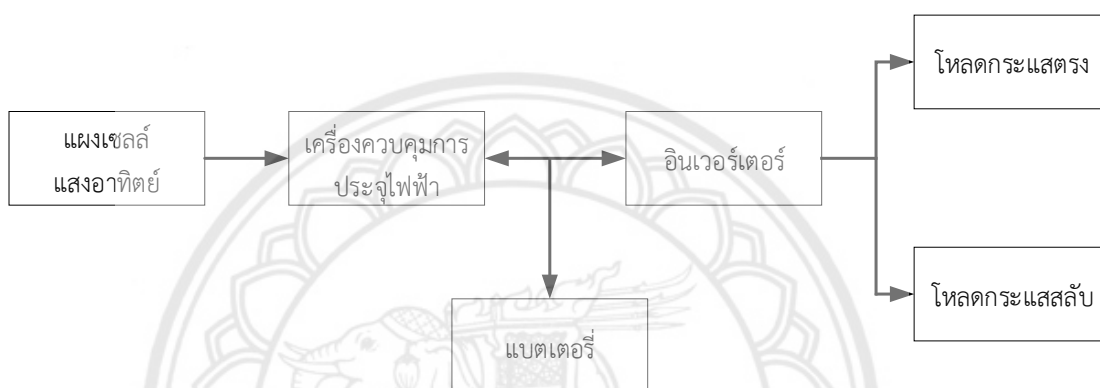 โหลดกระแสตรง
แผงเซลล์
แสงอาทิตย์
เครื่องควบคุมการ
ประจุไฟฟ้า
อินเวอร์เตอร์
โหลดกระแสสลับ
แบตเตอรี่